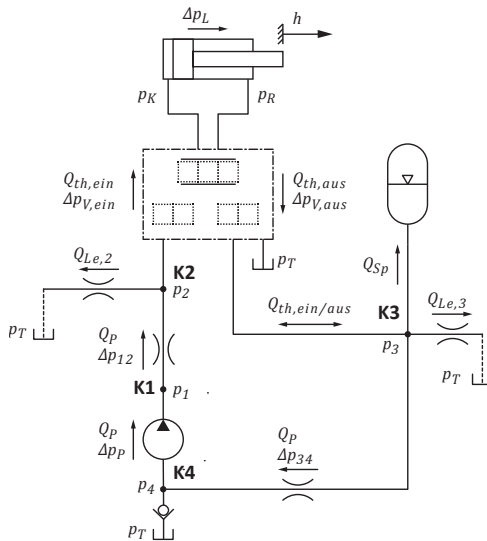 Δp_L
h
p_K
p_R
Q_th,ein
Δp_V,ein
Q_th,aus
Δp_V,aus
p_T
Q_Sp
Q_Le,2
K2
p_2
Q_th,ein/aus
K3
Q_Le,3
p_T
p_3
Q_P
Δp_12
p_T
K1
p_1
Q_P
Δp_P
Q_P
Δp_34
K4
p_4
p_T